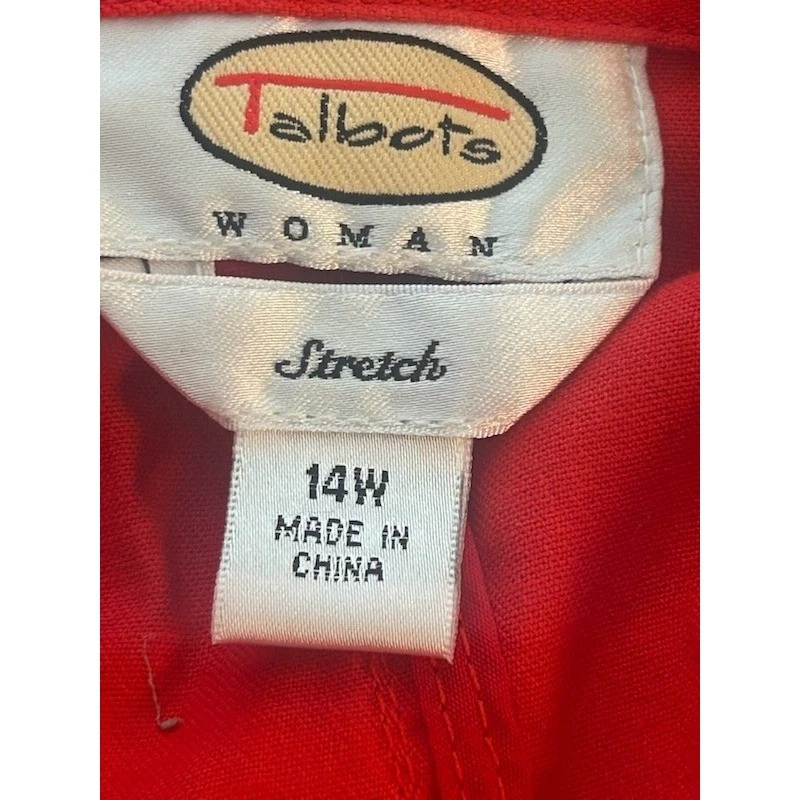 Talbots
WOMAN
Stretch
14W
MADE IN
CHINA